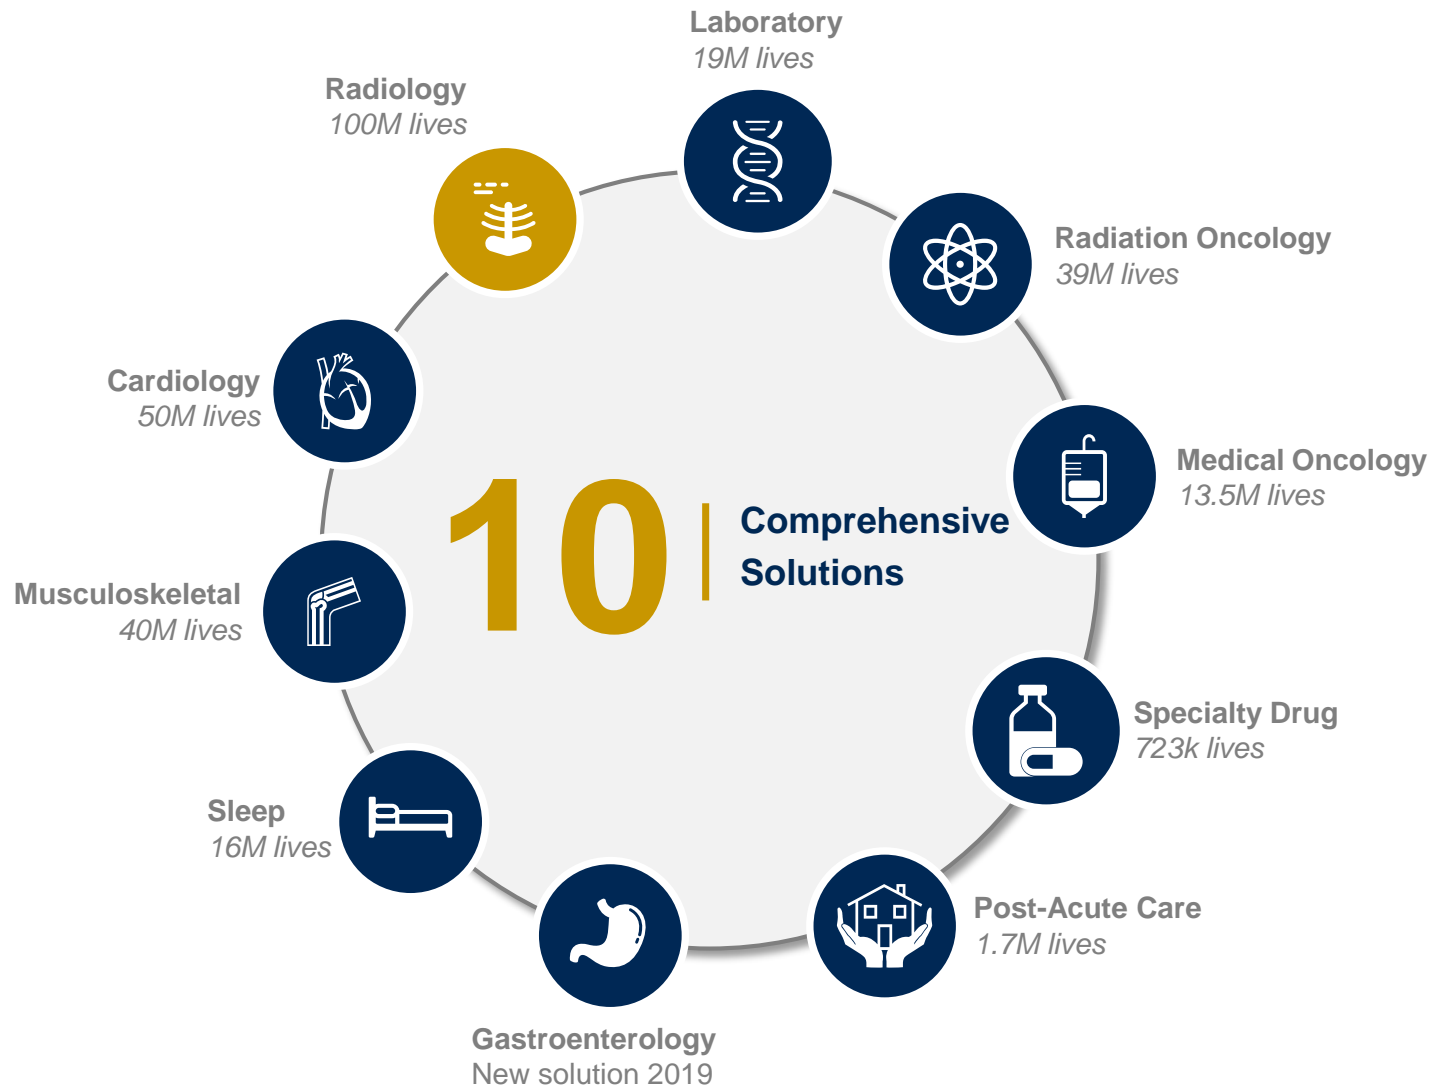 Laboratory
19M lives
Radiology
100M lives
Radiation Oncology
39M lives
Cardiology
50M lives
Medical Oncology
13.5M lives
10
Comprehensive
Solutions
Musculoskeletal
40M lives
Specialty Drug
723k lives
Sleep
16M lives
Post-Acute Care
1.7M lives
Gastroenterology
New solution 2019